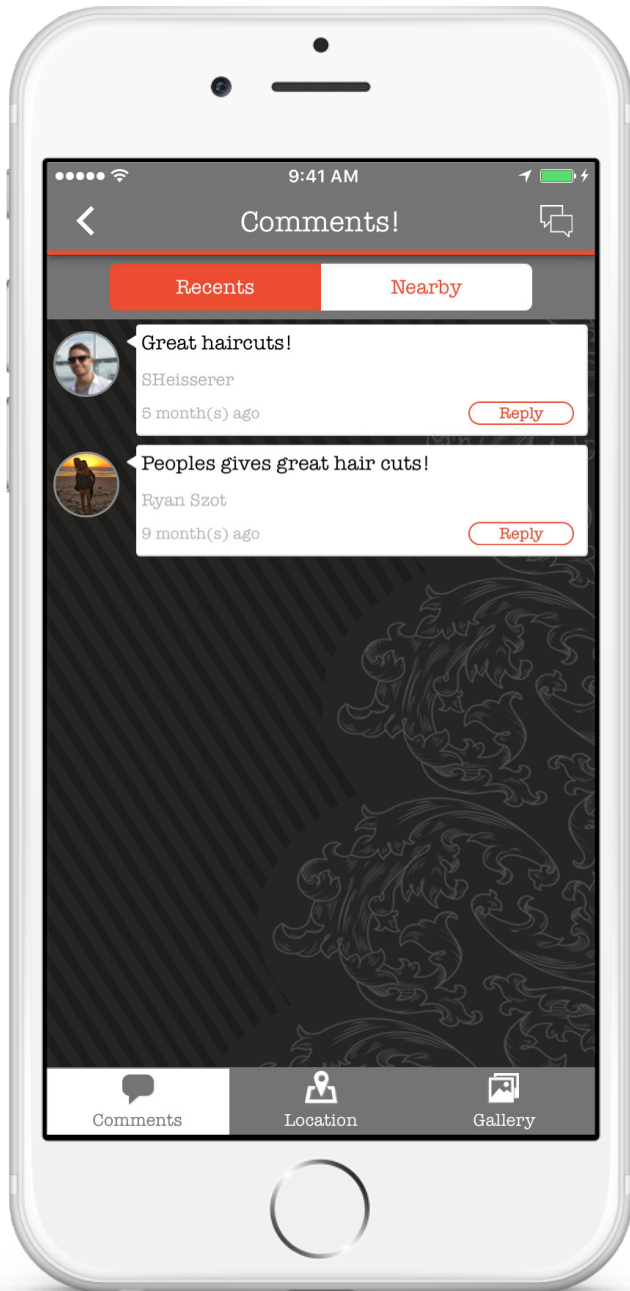 9:41 AM
Comments!
Recents
Nearby
Great haircuts!
SHeisserer
5 month(s) ago
Reply
Peoples gives great hair cuts!
Ryan Szot
9 month(s) ago
Reply
Comments
Location
Gallery